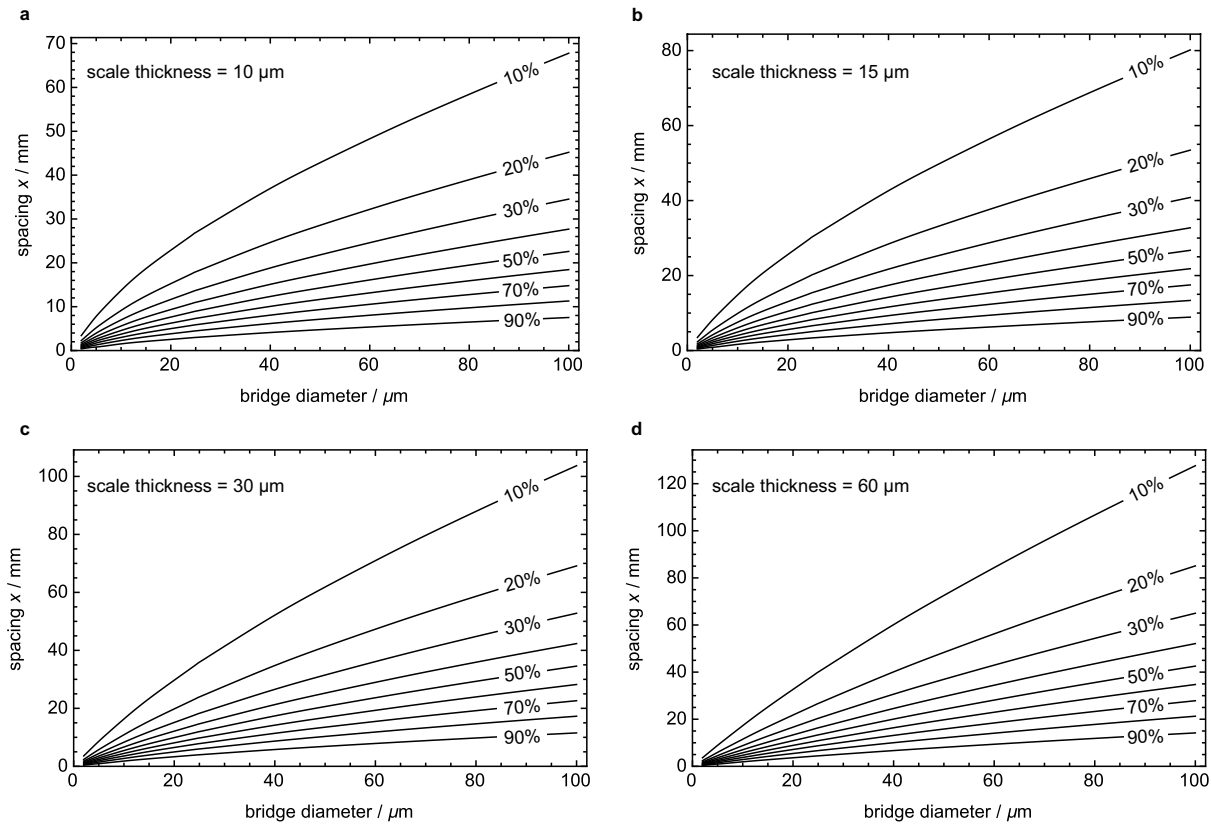 a
scale thickness = 10 µm
10%
20%
30%
50%
70%
90%
70
60
50
40
30
20
10
0
0 20 40 60 80 100
spacing x / mm
bridge diameter / µm
b
scale thickness = 15 µm
10%
20%
30%
50%
70%
90%
80
60
40
20
0
0 20 40 60 80 100
spacing x / mm
bridge diameter / µm
c
scale thickness = 30 µm
10%
20%
30%
50%
70%
90%
100
80
60
40
20
0
0 20 40 60 80 100
spacing x / mm
bridge diameter / µm
d
scale thickness = 60 µm
10%
20%
30%
50%
70%
90%
120
100
80
60
40
20
0
0 20 40 60 80 100
spacing x / mm
bridge diameter / µm